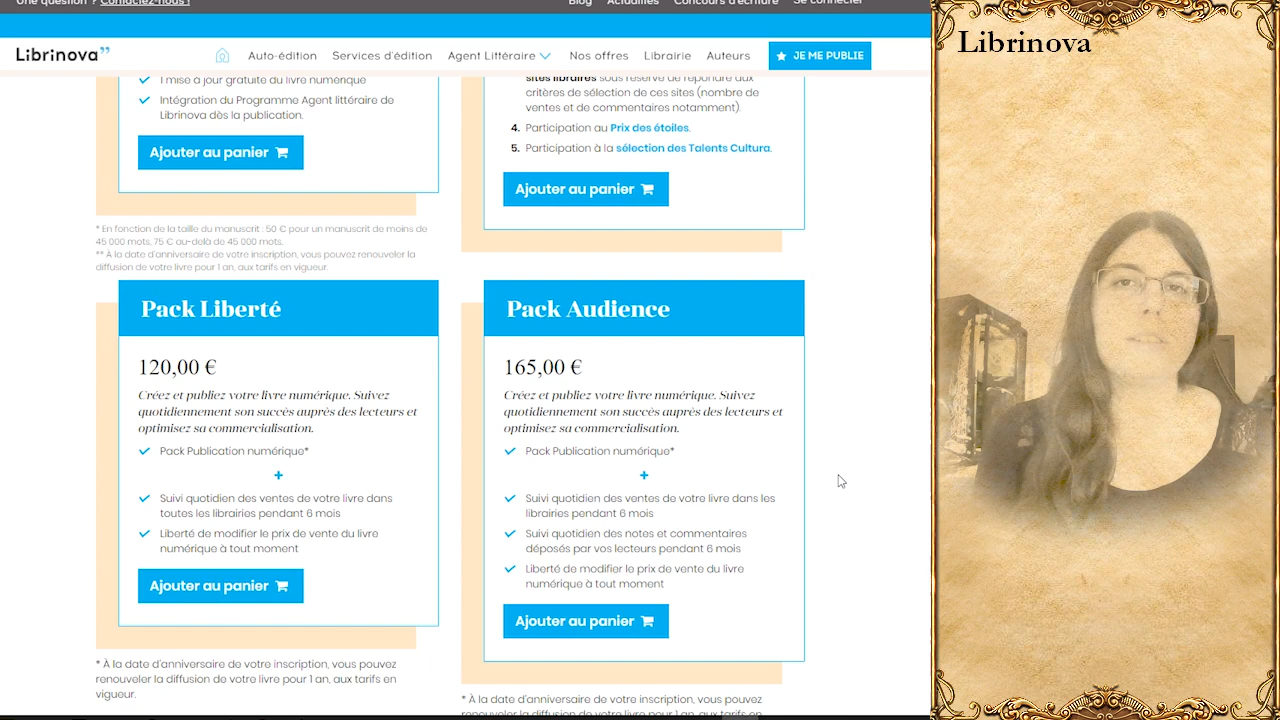 Une question ? Contactez-nous !
Blog Actualités Concours d'écriture Se connecter
Librinova”
Auto-édition Services d'édition Agent Littéraire Nos offres Librairie Auteurs JE ME PUBLIE
Librinova
1 mise à jour gratuite du livre numérique
Intégration du Programme Agent littéraire de
Librinova dès la publication.
Ajouter au panier
sites libraires sous réserve de répondre aux
critères de sélection de ces sites (nombre de
ventes et de commentaires notamment).
4. Participation au Prix des étoiles.
5. Participation à la sélection des Talents Cultura.
Ajouter au panier
* En fonction de la taille du manuscrit : 50 € pour un manuscrit de moins de
45 000 mots, 75 € au-delà de 45 000 mots.
** À la date d'anniversaire de votre inscription, vous pouvez renouveler la
diffusion de votre livre pour 1 an, aux tarifs en vigueur.
Pack Liberté
120,00 €
Créez et publiez votre livre numérique. Suivez
quotidiennement son succès auprès des lecteurs et
optimisez sa commercialisation.
Pack Publication numérique*
+
Suivi quotidien des ventes de votre livre dans
toutes les librairies pendant 6 mois
Liberté de modifier le prix de vente du livre
numérique à tout moment
Ajouter au panier
* À la date d'anniversaire de votre inscription, vous pouvez
renouveler la diffusion de votre livre pour 1 an, aux tarifs en
vigueur.
Pack Audience
165,00 €
Créez et publiez votre livre numérique. Suivez
quotidiennement son succès auprès des lecteurs et
optimisez sa commercialisation.
Pack Publication numérique*
+
Suivi quotidien des ventes de votre livre dans les
librairies pendant 6 mois
Suivi quotidien des notes et commentaires
déposés par vos lecteurs pendant 6 mois
Liberté de modifier le prix de vente du livre
numérique à tout moment
Ajouter au panier
* À la date d'anniversaire de votre inscription, vous pouvez
renouveler la diffusion de votre livre pour 1 an, aux tarifs en